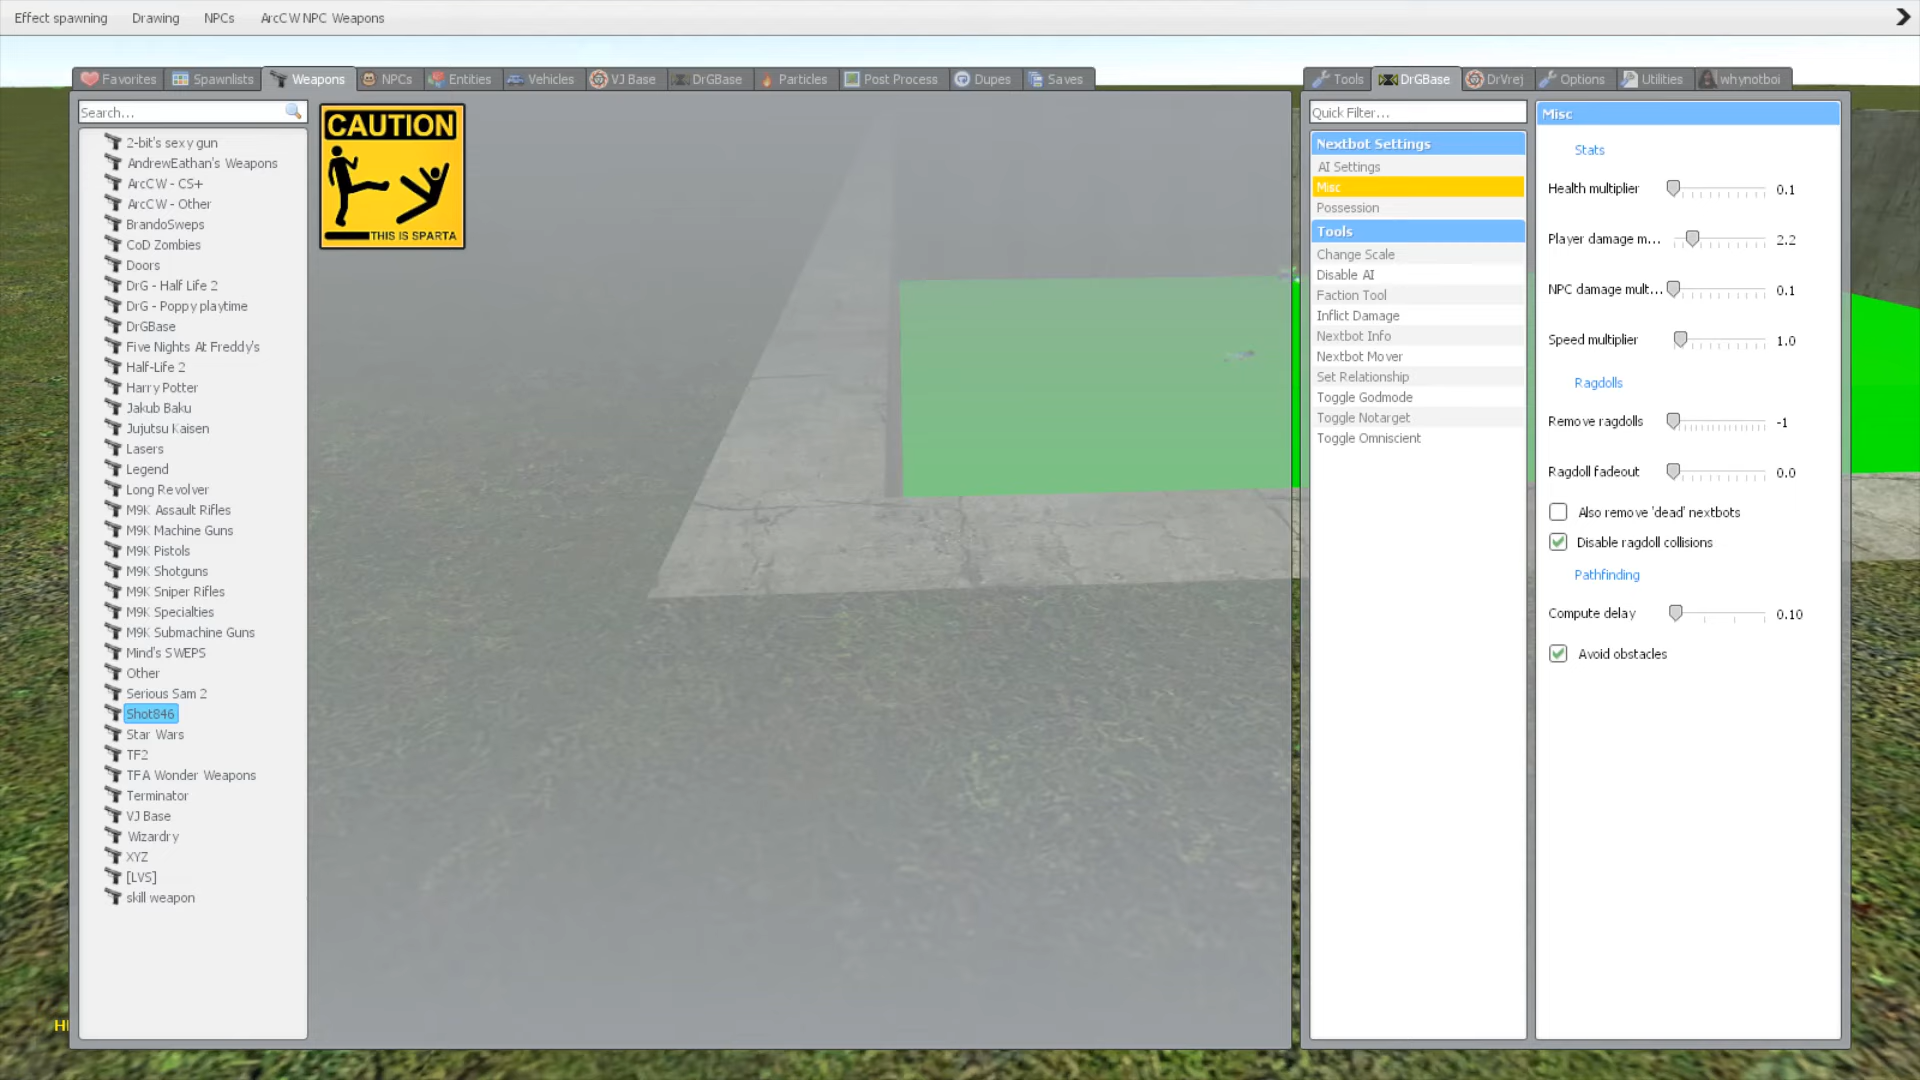 Effect spawning Drawing NPCs ArcCW NPC Weapons
Favorites Spawnlists Weapons NPCs Entities Vehicles VJ Base DrGBase Particles Post Process Dupes Saves
Search...
2-bit's sexy gun
AndrewEathan's Weapons
ArcCW - CS+
ArcCW - Other
BrandoSweps
CoD Zombies
Doors
DrG - Half Life 2
DrG - Poppy playtime
DrGBase
Five Nights At Freddy's
Half-Life 2
Harry Potter
Jakub Baku
Jujutsu Kaisen
Lasers
Legend
Long Revolver
M9K Assault Rifles
M9K Machine Guns
M9K Pistols
M9K Shotguns
M9K Sniper Rifles
M9K Specialties
M9K Submachine Guns
Mind's SWEPS
Other
Serious Sam 2
Shot846
Star Wars
TF2
TFA Wonder Weapons
Terminator
VJ Base
Wizardry
XYZ
[LVS]
skill weapon
CAUTION
THIS IS SPARTA
Tools DrGBase DrVrej Options Utilities whynotboi
Quick Filter...
Nextbot Settings
AI Settings
Misc
Possession
Tools
Change Scale
Disable AI
Faction Tool
Inflict Damage
Nextbot Info
Nextbot Mover
Set Relationship
Toggle Godmode
Toggle Notarget
Toggle Omniscient
Misc
Stats
Health multiplier 0.1
Player damage m... 2.2
NPC damage mult... 0.1
Speed multiplier 1.0
Ragdolls
Remove ragdolls -1
Ragdoll fadeout 0.0
Also remove 'dead' nextbots
Disable ragdoll collisions
Pathfinding
Compute delay 0.10
Avoid obstacles